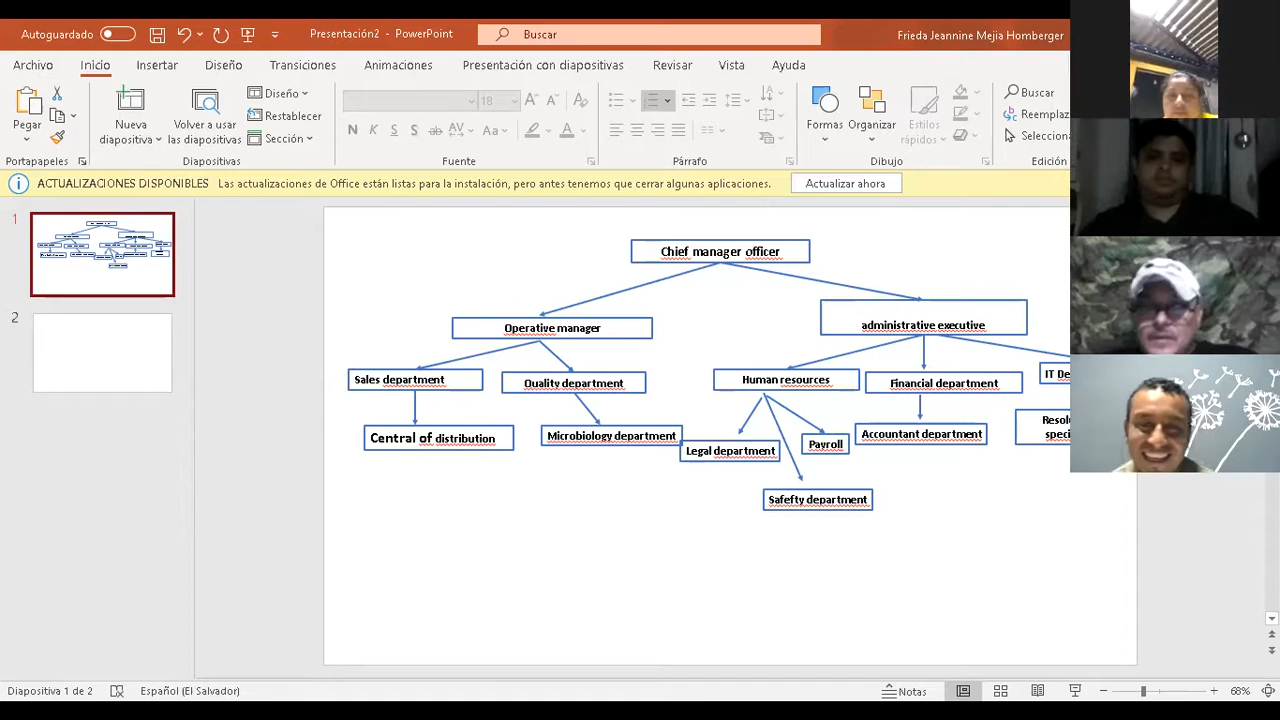 Autoguardado
Presentación2 - PowerPoint
Buscar
Frieda Jeannine Mejia Homberger
Archivo Inicio Insertar Diseño Transiciones Animaciones Presentación con diapositivas Revisar Vista Ayuda
Pegar
Nueva diapositiva
Volver a usar las diapositivas
Diseño
Restablecer
Sección
18
Formas
Organizar
Estilos rápidos
Buscar
Portapapeles
Diapositivas
Fuente
Párrafo
Dibujo
Edición
ACTUALIZACIONES DISPONIBLES Las actualizaciones de Office están listas para la instalación, pero antes tenemos que cerrar algunas aplicaciones. Actualizar ahora
1
2
Chief manager officer
Operative manager
administrative executive
Sales department
Quality department
Human resources
Financial department
IT
Central of distribution
Microbiology department
Legal department
Payroll
Accountant department
Safefty department
Diapositiva 1 de 2
Español (El Salvador)
Notas
68%